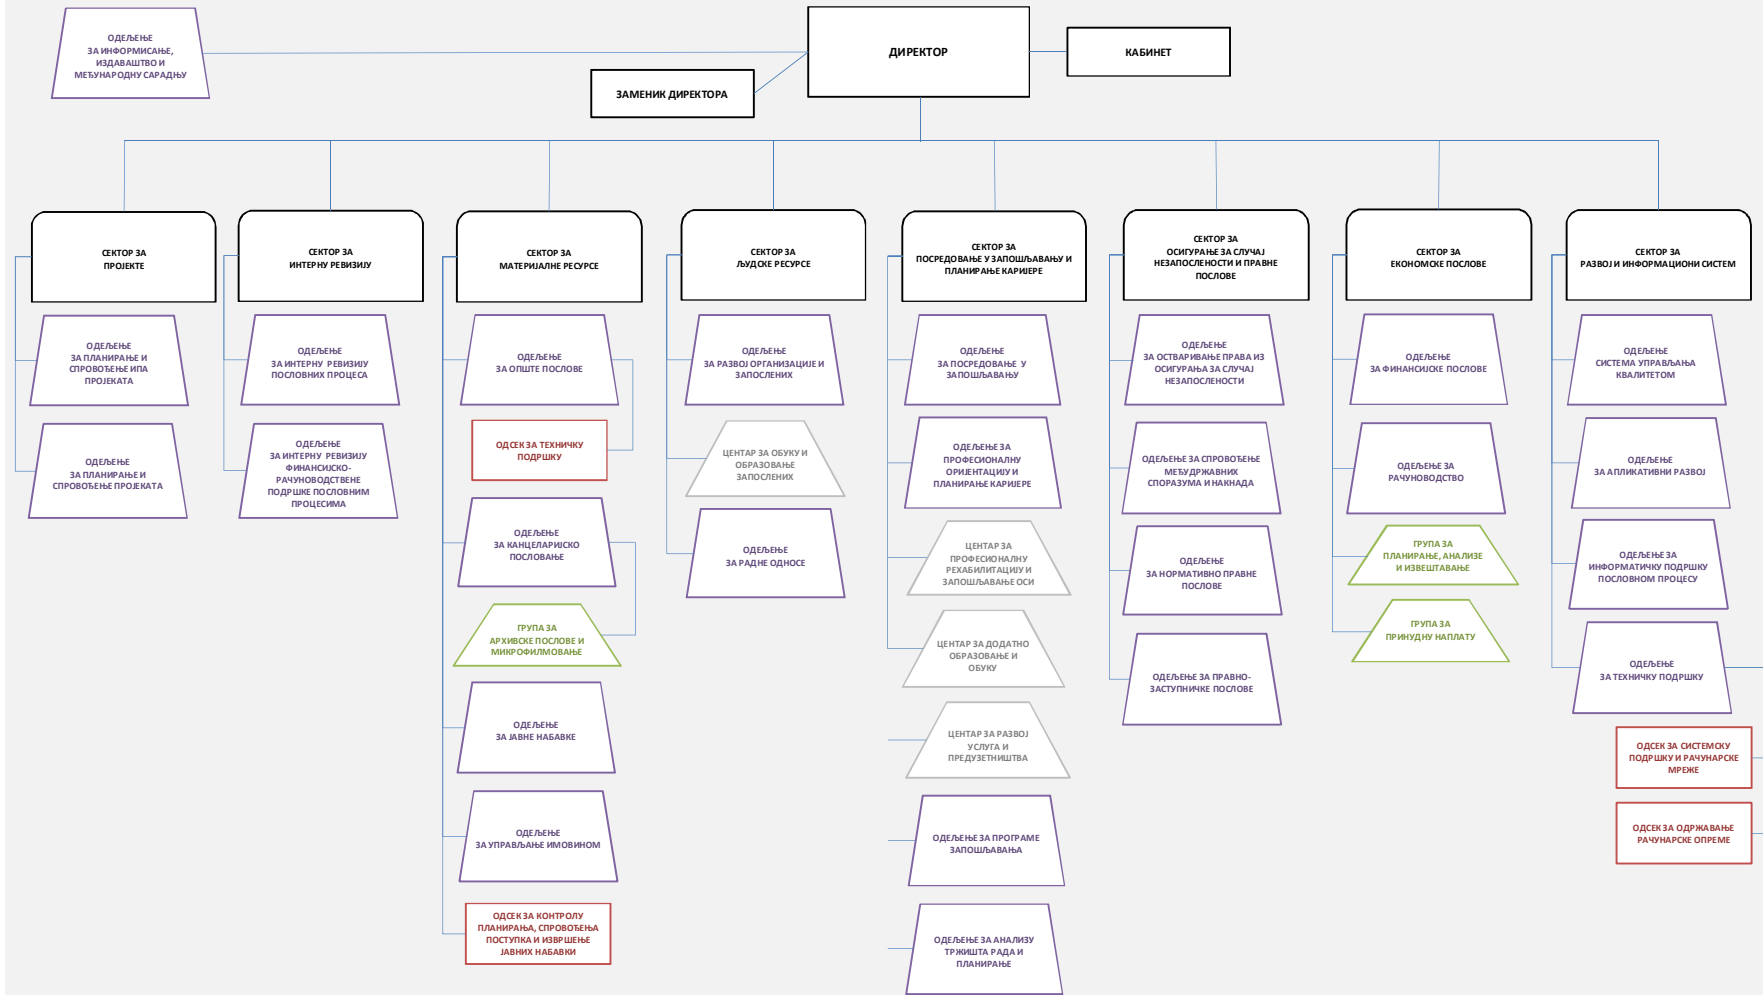 ОДЕЉЕЊЕ
ЗА ИНФОРМИСАЊЕ,
ИЗДАВАШТВО И
МЕЂУНАРОДНУ САРАДЊУ
ДИРЕКТОР
КАБИНЕТ
ЗАМЕНИК ДИРЕКТОРА
СЕКТОР ЗА
ПРОЈЕКТЕ
ОДЕЉЕЊЕ
ЗА ПЛАНИРАЊЕ И
СПРОВОЂЕЊЕ ИПА
ПРОЈЕКАТА
ОДЕЉЕЊЕ
ЗА ПЛАНИРАЊЕ И
СПРОВОЂЕЊЕ ПРОЈЕКАТА
СЕКТОР ЗА
ИНТЕРНУ РЕВИЗИЈУ
ОДЕЉЕЊЕ
ЗА ИНТЕРНУ РЕВИЗИЈУ
ПОСЛОВНИХ ПРОЦЕСА
ОДЕЉЕЊЕ
ЗА ИНТЕРНУ РЕВИЗИЈУ
ФИНАНСИЈСКО-
РАЧУНОВОДСТВЕНЕ
ПОДРШКЕ ПОСЛОВНИМ
ПРОЦЕСИМА
СЕКТОР ЗА
МАТЕРИЈАЛНЕ РЕСУРСЕ
ОДЕЉЕЊЕ
ЗА ОПШТЕ ПОСЛОВЕ
ОДСЕК ЗА ТЕХНИЧКУ
ПОДРШКУ
ОДЕЉЕЊЕ
ЗА КАНЦЕЛАРИЈСКО
ПОСЛОВАЊЕ
ГРУПА ЗА
АРХИВСКЕ ПОСЛОВЕ И
МИКРОФИЛМОВАЊЕ
ОДЕЉЕЊЕ
ЗА ЈАВНЕ НАБАВКЕ
ОДЕЉЕЊЕ
ЗА УПРАВЉАЊЕ ИМОВИНОМ
ОДСЕК ЗА КОНТРОЛУ
ПЛАНИРАЊА, СПРОВОЂЕЊА
ПОСТУПКА И ИЗВРШЕЊЕ
ЈАВНИХ НАБАВКИ
СЕКТОР ЗА
ЉУДСКЕ РЕСУРСЕ
ОДЕЉЕЊЕ
ЗА РАЗВОЈ ОРГАНИЗАЦИЈЕ И
ЗАПОСЛЕНИХ
ЦЕНТАР ЗА ОБУКУ И
ОБРАЗОВАЊЕ
ЗАПОСЛЕНИХ
ОДЕЉЕЊЕ
ЗА РАДНЕ ОДНОСЕ
СЕКТОР ЗА
ПОСРЕДОВАЊЕ У ЗАПОШЉАВАЊУ И
ПЛАНИРАЊЕ КАРИЈЕРЕ
ОДЕЉЕЊЕ
ЗА ПОСРЕДОВАЊЕ У
ЗАПОШЉАВАЊУ
ОДЕЉЕЊЕ ЗА
ПРОФЕСИОНАЛНУ
ОРИЈЕНТАЦИЈУ И
ПЛАНИРАЊЕ КАРИЈЕРЕ
ЦЕНТАР ЗА
ПРОФЕСИОНАЛНУ
РЕХАБИЛИТАЦИЈУ И
ЗАПОШЉАВАЊЕ ОСИ
ЦЕНТАР ЗА ДОДАТНО
ОБРАЗОВАЊЕ И
ОБУКУ
ЦЕНТАР ЗА РАЗВОЈ
УСЛУГА И
ПРЕДУЗЕТНИШТВА
ОДЕЉЕЊЕ ЗА ПРОГРАМЕ
ЗАПОШЉАВАЊА
ОДЕЉЕЊЕ ЗА АНАЛИЗУ
ТРЖИШТА РАДА И
ПЛАНИРАЊЕ
СЕКТОР ЗА
ОСИГУРАЊЕ ЗА СЛУЧАЈ
НЕЗАПОСЛЕНОСТИ И ПРАВНЕ
ПОСЛОВЕ
ОДЕЉЕЊЕ
ЗА ОСТВАРИВАЊЕ ПРАВА ИЗ
ОСИГУРАЊА ЗА СЛУЧАЈ
НЕЗАПОСЛЕНОСТИ
ОДЕЉЕЊЕ ЗА СПРОВОЂЕЊЕ
МЕЂУДРЖАВНИХ
СПОРАЗУМА И НАКНАДА
ОДЕЉЕЊЕ
ЗА НОРМАТИВНО ПРАВНЕ
ПОСЛОВЕ
ОДЕЉЕЊЕ ЗА ПРАВНО-
ЗАСТУПНИЧКЕ ПОСЛОВЕ
СЕКТОР ЗА
ЕКОНОМСКЕ ПОСЛОВЕ
ОДЕЉЕЊЕ
ЗА ФИНАНСИЈСКЕ ПОСЛОВЕ
ОДЕЉЕЊЕ ЗА
РАЧУНОВОДСТВО
ГРУПА ЗА
ПЛАНИРАЊЕ, АНАЛИЗЕ
И ИЗВЕШТАВАЊЕ
ГРУПА ЗА
ПРИНУДНУ НАПЛАТУ
СЕКТОР ЗА
РАЗВОЈ И ИНФОРМАЦИОНИ СИСТЕМ
ОДЕЉЕЊЕ
СИСТЕМА УПРАВЉАЊА
КВАЛИТЕТОМ
ОДЕЉЕЊЕ
ЗА АПЛИКАТИВНИ РАЗВОЈ
ОДЕЉЕЊЕ ЗА
ИНФОРМАТИЧКУ ПОДРШКУ
ПОСЛОВНОМ ПРОЦЕСУ
ОДЕЉЕЊЕ
ЗА ТЕХНИЧКУ ПОДРШКУ
ОДСЕК ЗА СИСТЕМСКУ
ПОДРШКУ И РАЧУНАРСКЕ
МРЕЖЕ
ОДСЕК ЗА ОДРЖАВАЊЕ
РАЧУНАРСКЕ ОПРЕМЕ